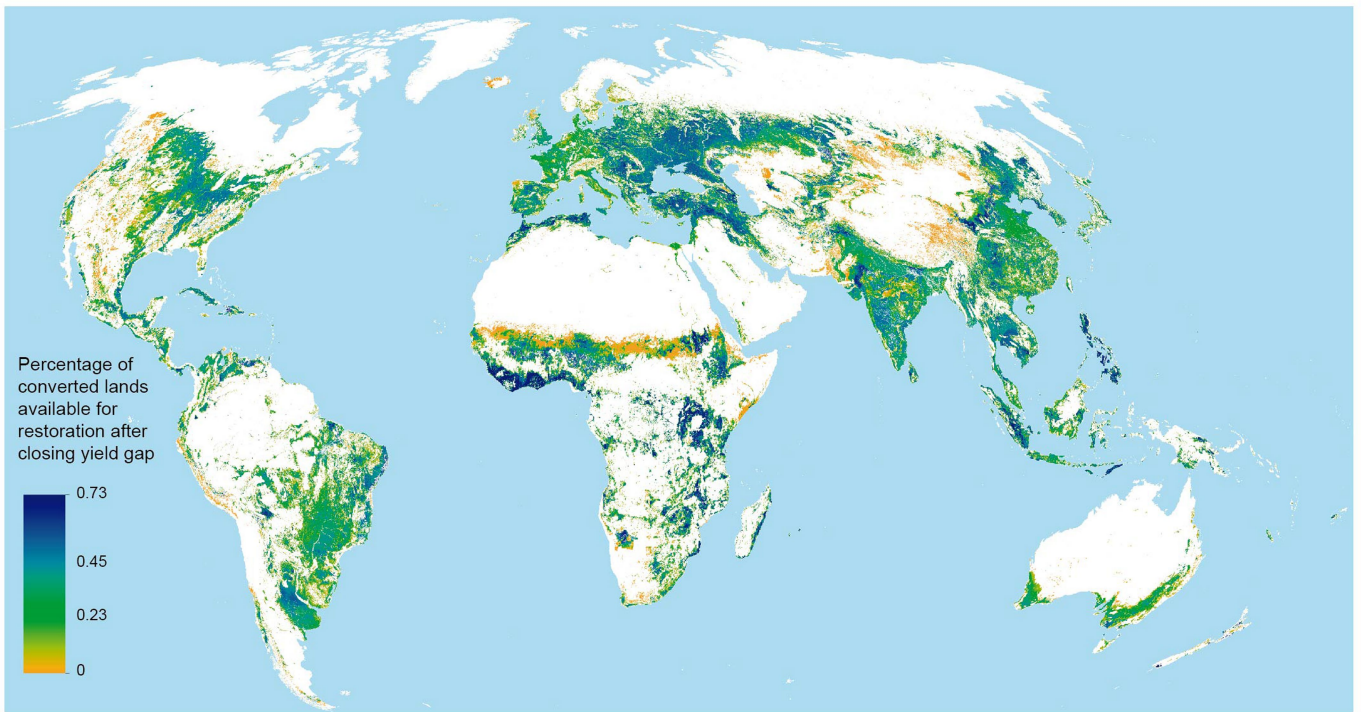 Percentage of
converted lands
available for
restoration after
closing yield gap
0.73
0.45
0.23
0